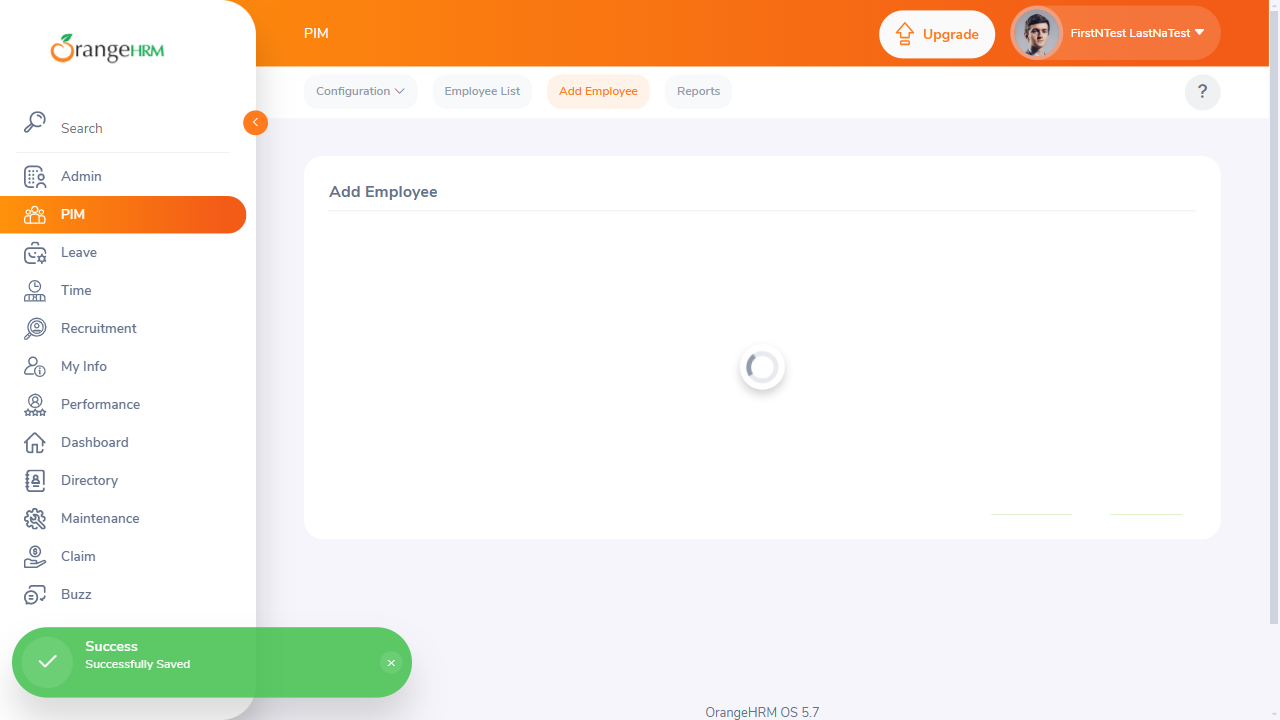 OrangeHRM
Search
Admin
PIM
Leave
Time
Recruitment
My Info
Performance
Dashboard
Directory
Maintenance
Claim
Buzz
PIM
Upgrade
FirstNTest LastNaTest
Configuration
Employee List
Add Employee
Reports
?
Add Employee
Success
Successfully Saved
OrangeHRM OS 5.7